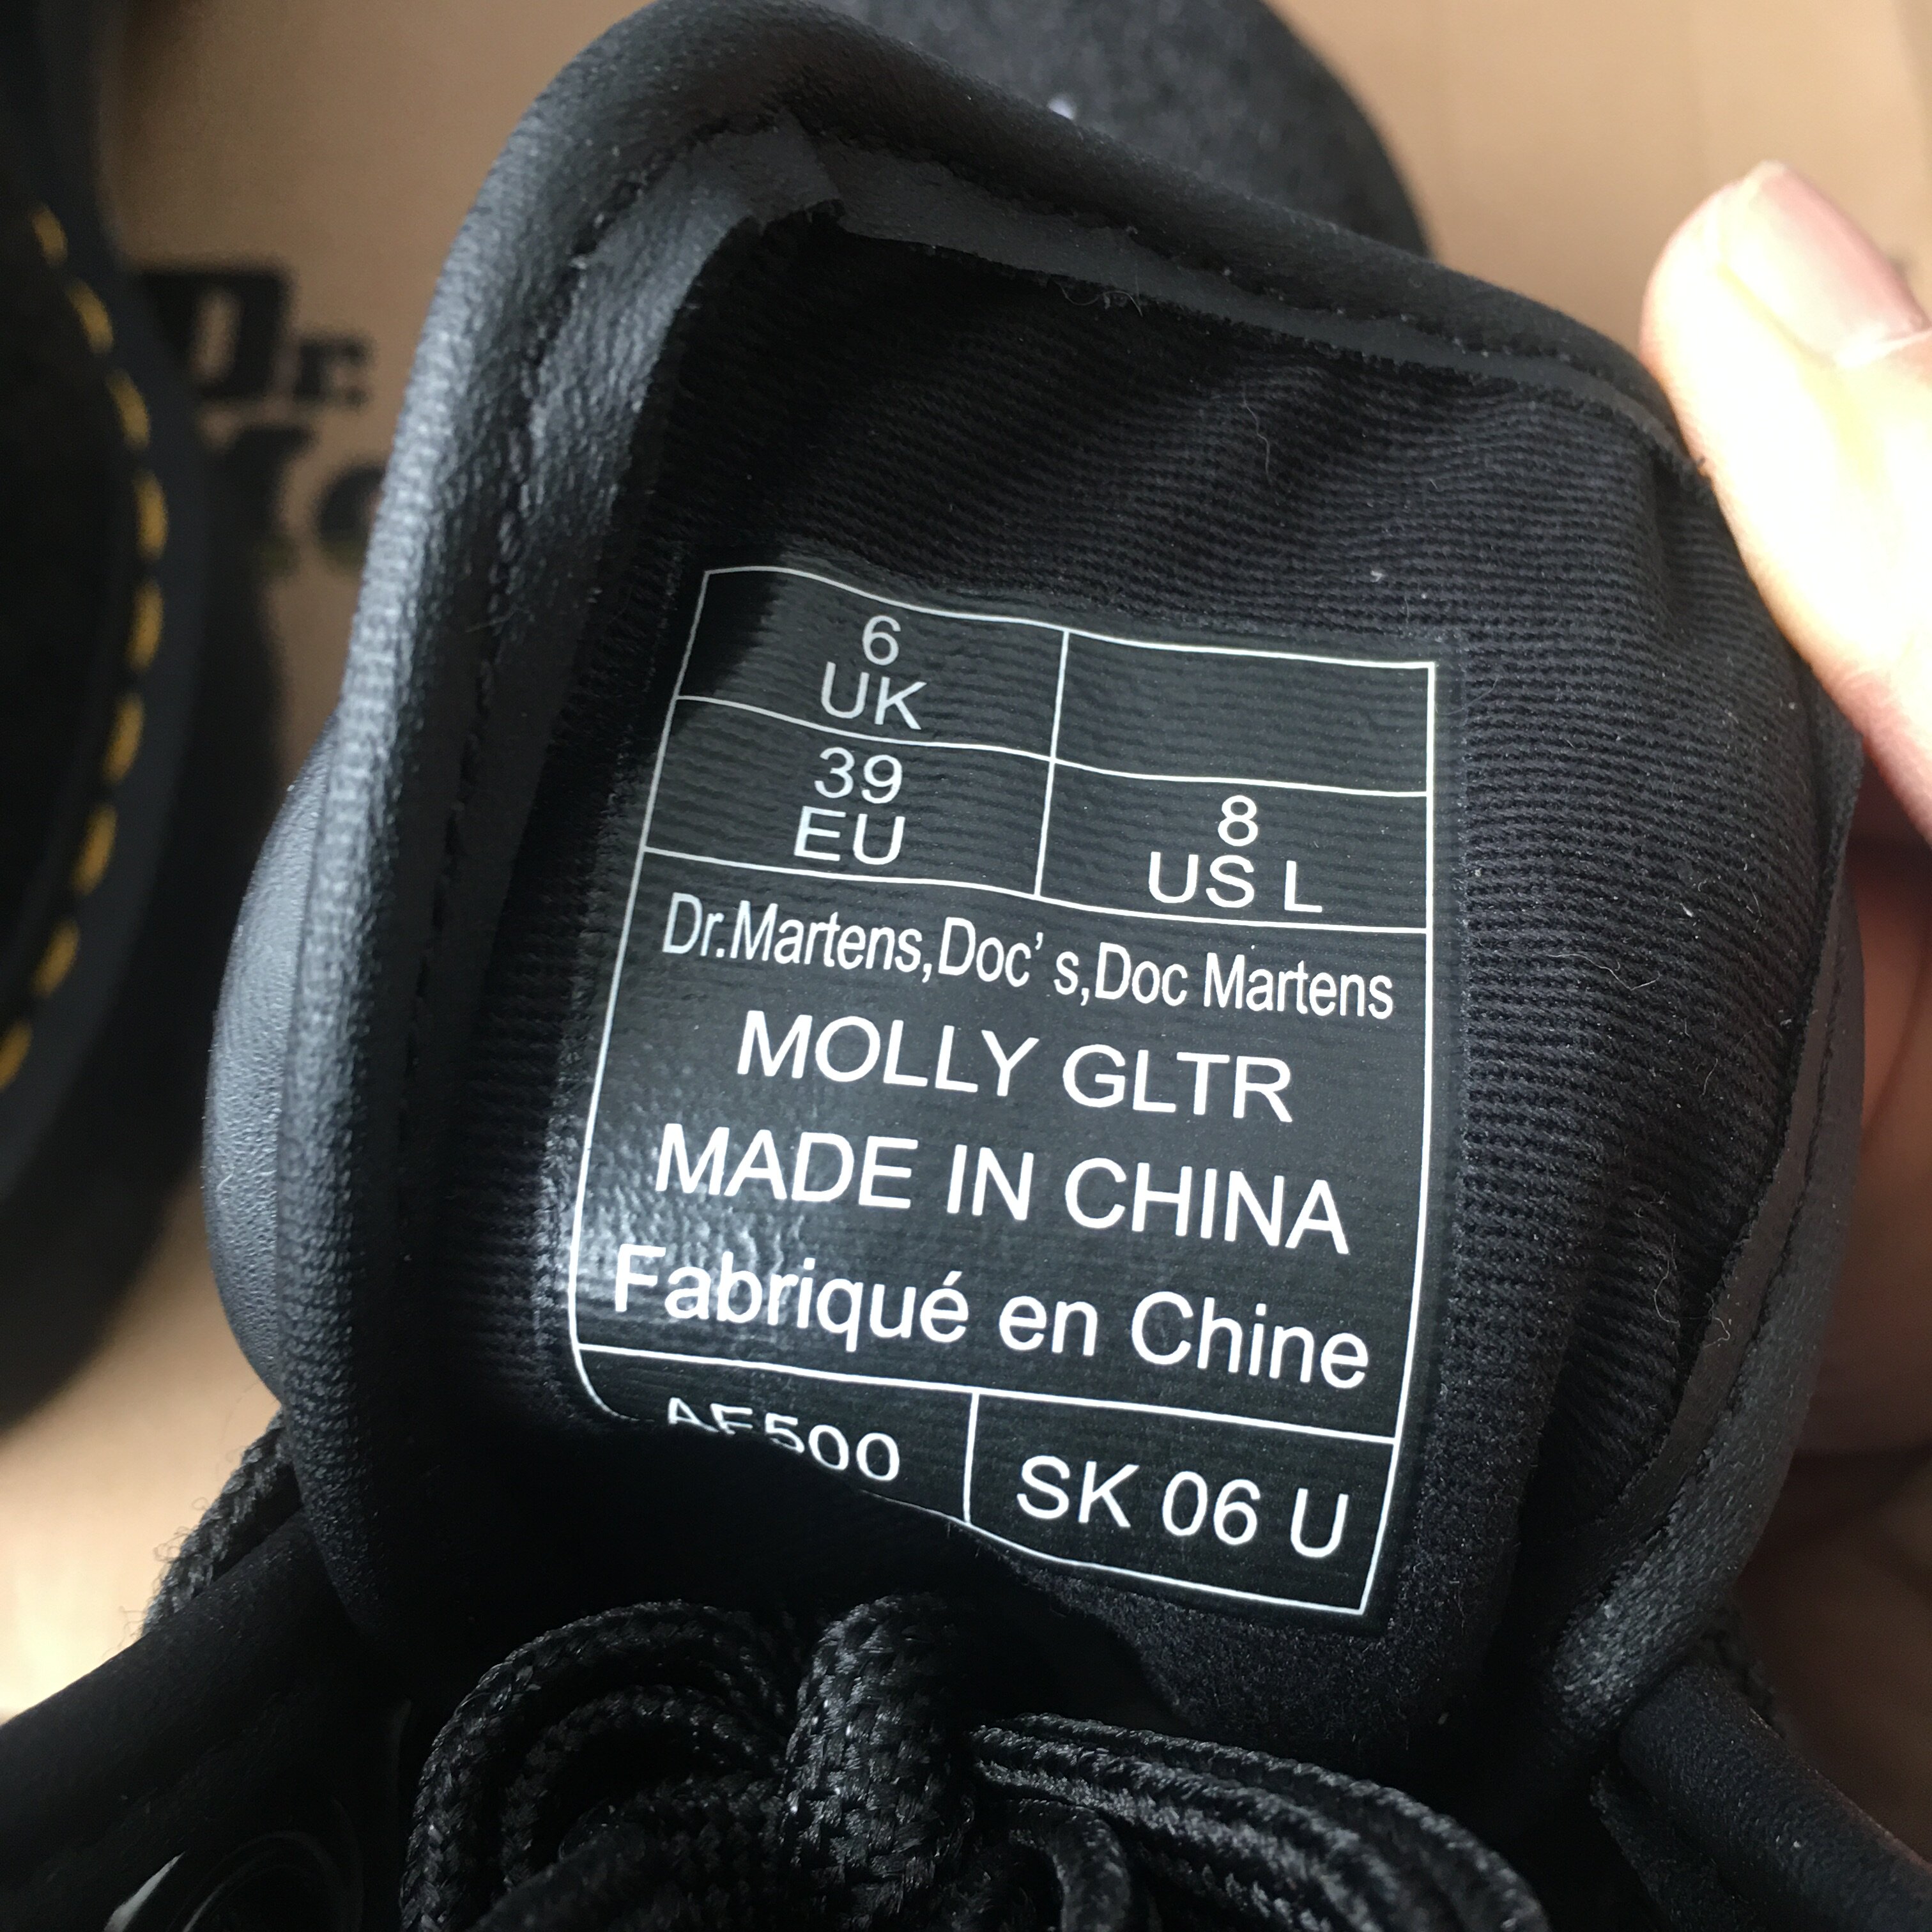 Dr.
6
UK
39
EU
8
US L
Dr.Martens,Doc's,Doc Martens
MOLLY GLTR
MADE IN CHINA
Fabriqué en Chine
SK 06 U